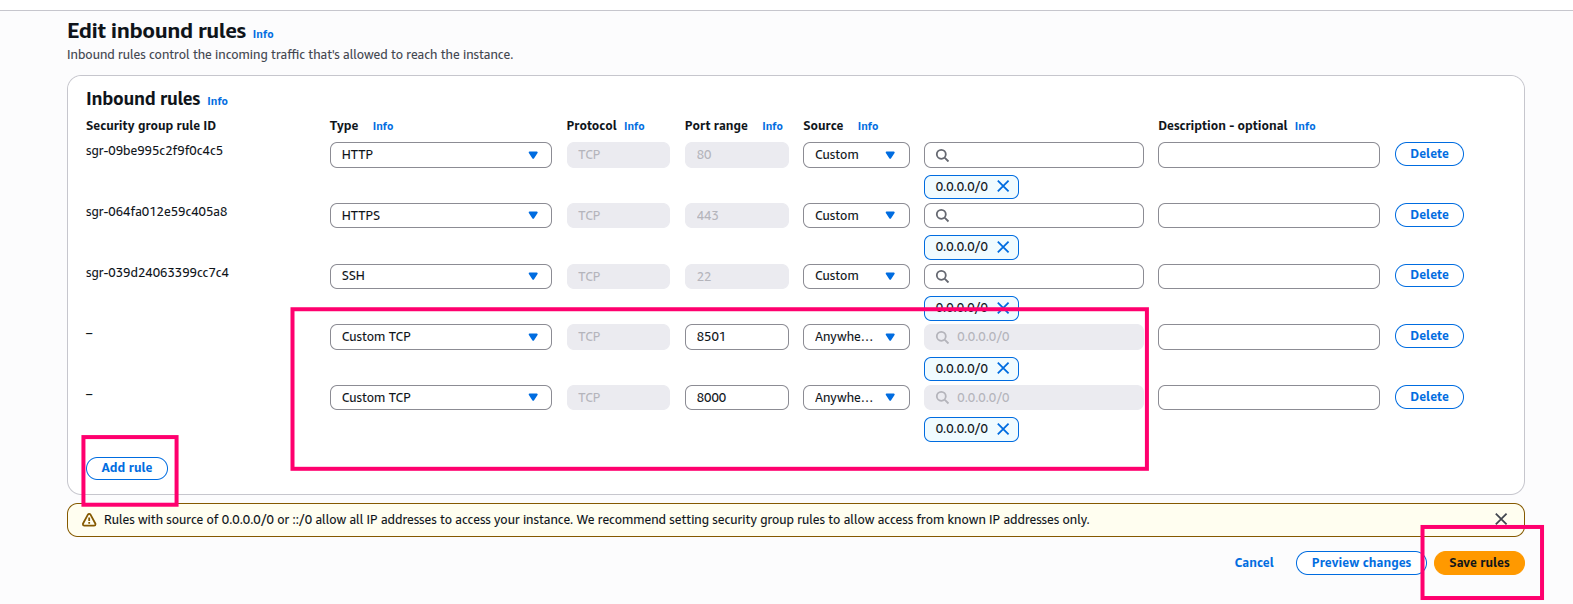 Edit inbound rules Info
Inbound rules control the incoming traffic that's allowed to reach the instance.
Inbound rules Info
Security group rule ID Type Info Protocol Info Port range Info Source Info Description - optional Info
sgr-09be995c2f9f0c4c5 HTTP TCP 80 Custom Delete
0.0.0.0/0
sgr-064fa012e59c405a8 HTTPS TCP 443 Custom Delete
0.0.0.0/0
sgr-039d24063399cc7c4 SSH TCP 22 Custom Delete
0.0.0.0/0
– Custom TCP TCP 8501 Anywhe... 0.0.0.0/0 Delete
0.0.0.0/0
– Custom TCP TCP 8000 Anywhe... 0.0.0.0/0 Delete
0.0.0.0/0
Add rule
Rules with source of 0.0.0.0/0 or ::/0 allow all IP addresses to access your instance. We recommend setting security group rules to allow access from known IP addresses only.
Cancel Preview changes Save rules